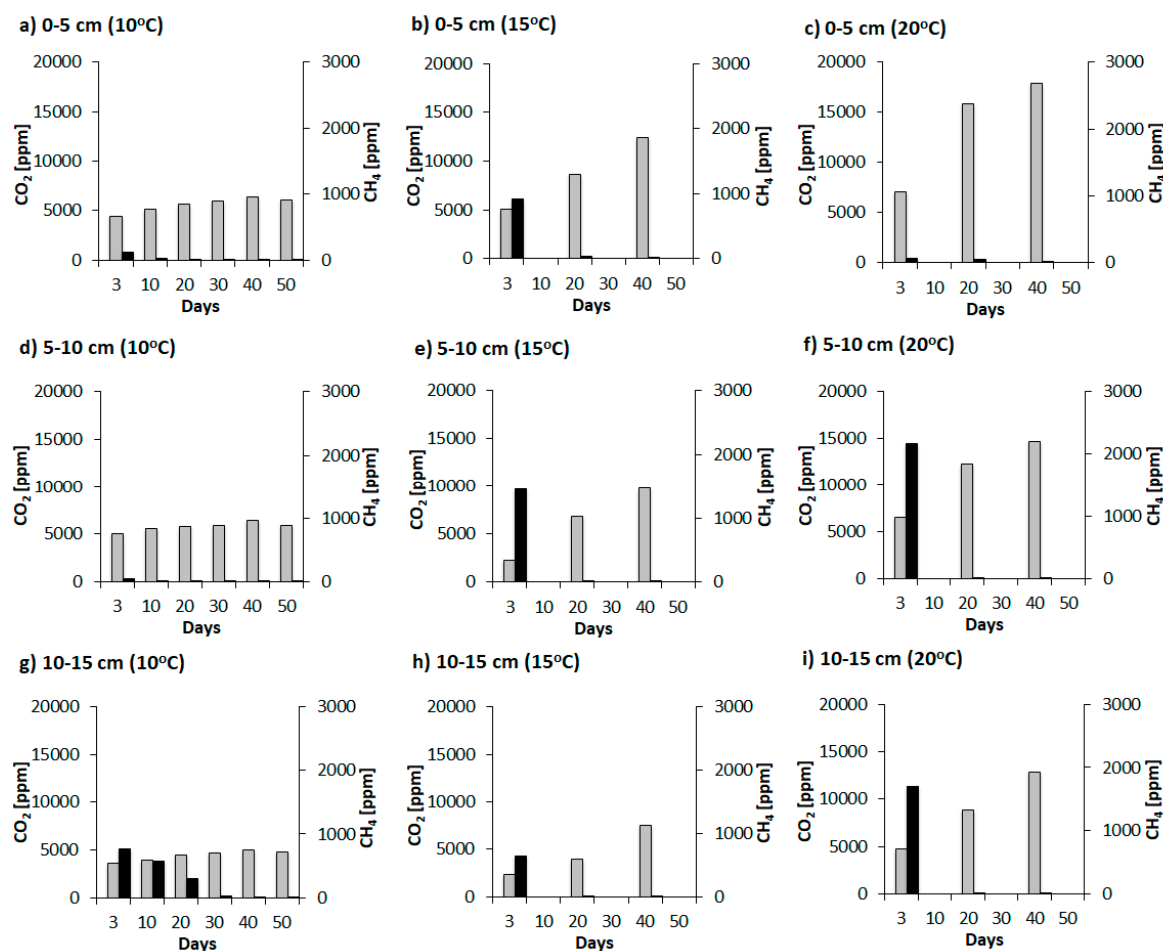 a) 0-5 cm (10°C)
20000
15000
10000
5000
0
CO₂ [ppm]
3000
2000
1000
0
CH₄ [ppm]
3 10 20 30 40 50
Days
b) 0-5 cm (15°C)
20000
15000
10000
5000
0
CO₂ [ppm]
3000
2000
1000
0
CH₄ [ppm]
3 10 20 30 40 50
Days
c) 0-5 cm (20°C)
20000
15000
10000
5000
0
CO₂ [ppm]
3000
2000
1000
0
CH₄ [ppm]
3 10 20 30 40 50
Days
d) 5-10 cm (10°C)
20000
15000
10000
5000
0
CO₂ [ppm]
3000
2000
1000
0
CH₄ [ppm]
3 10 20 30 40 50
Days
e) 5-10 cm (15°C)
20000
15000
10000
5000
0
CO₂ [ppm]
3000
2000
1000
0
CH₄ [ppm]
3 10 20 30 40 50
Days
f) 5-10 cm (20°C)
20000
15000
10000
5000
0
CO₂ [ppm]
3000
2000
1000
0
CH₄ [ppm]
3 10 20 30 40 50
Days
g) 10-15 cm (10°C)
20000
15000
10000
5000
0
CO₂ [ppm]
3000
2000
1000
0
CH₄ [ppm]
3 10 20 30 40 50
Days
h) 10-15 cm (15°C)
20000
15000
10000
5000
0
CO₂ [ppm]
3000
2000
1000
0
CH₄ [ppm]
3 10 20 30 40 50
Days
i) 10-15 cm (20°C)
20000
15000
10000
5000
0
CO₂ [ppm]
3000
2000
1000
0
CH₄ [ppm]
3 10 20 30 40 50
Days